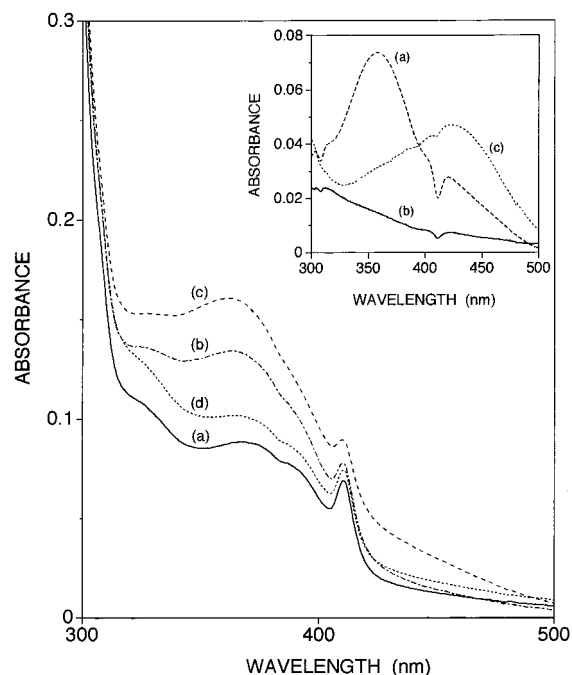 0.3
0.2
0.1
0
ABSORBANCE
300
400
500
WAVELENGTH (nm)
(c)
(b)
(d)
(a)
0.08
0.06
0.04
0.02
0
ABSORBANCE
300
350
400
450
500
WAVELENGTH (nm)
(a)
(c)
(b)